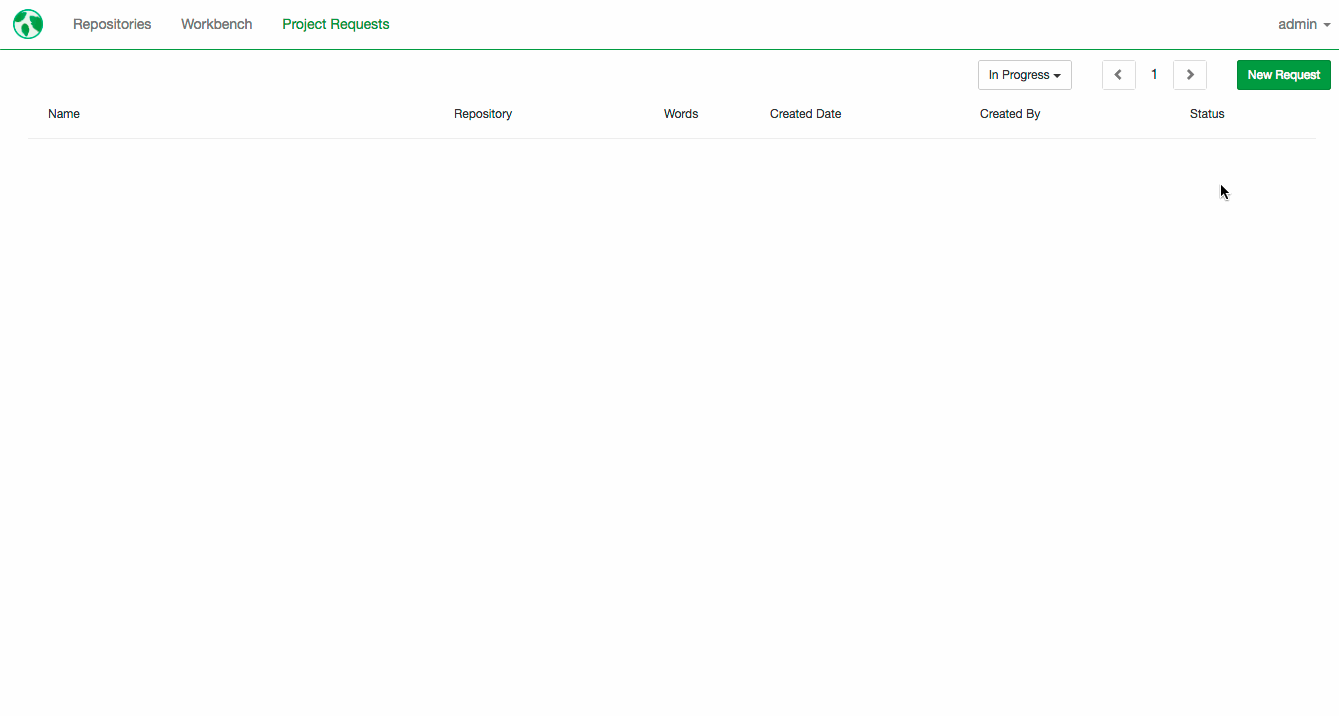 Repositories Workbench Project Requests admin
In Progress 1 New Request
Name Repository Words Created Date Created By Status